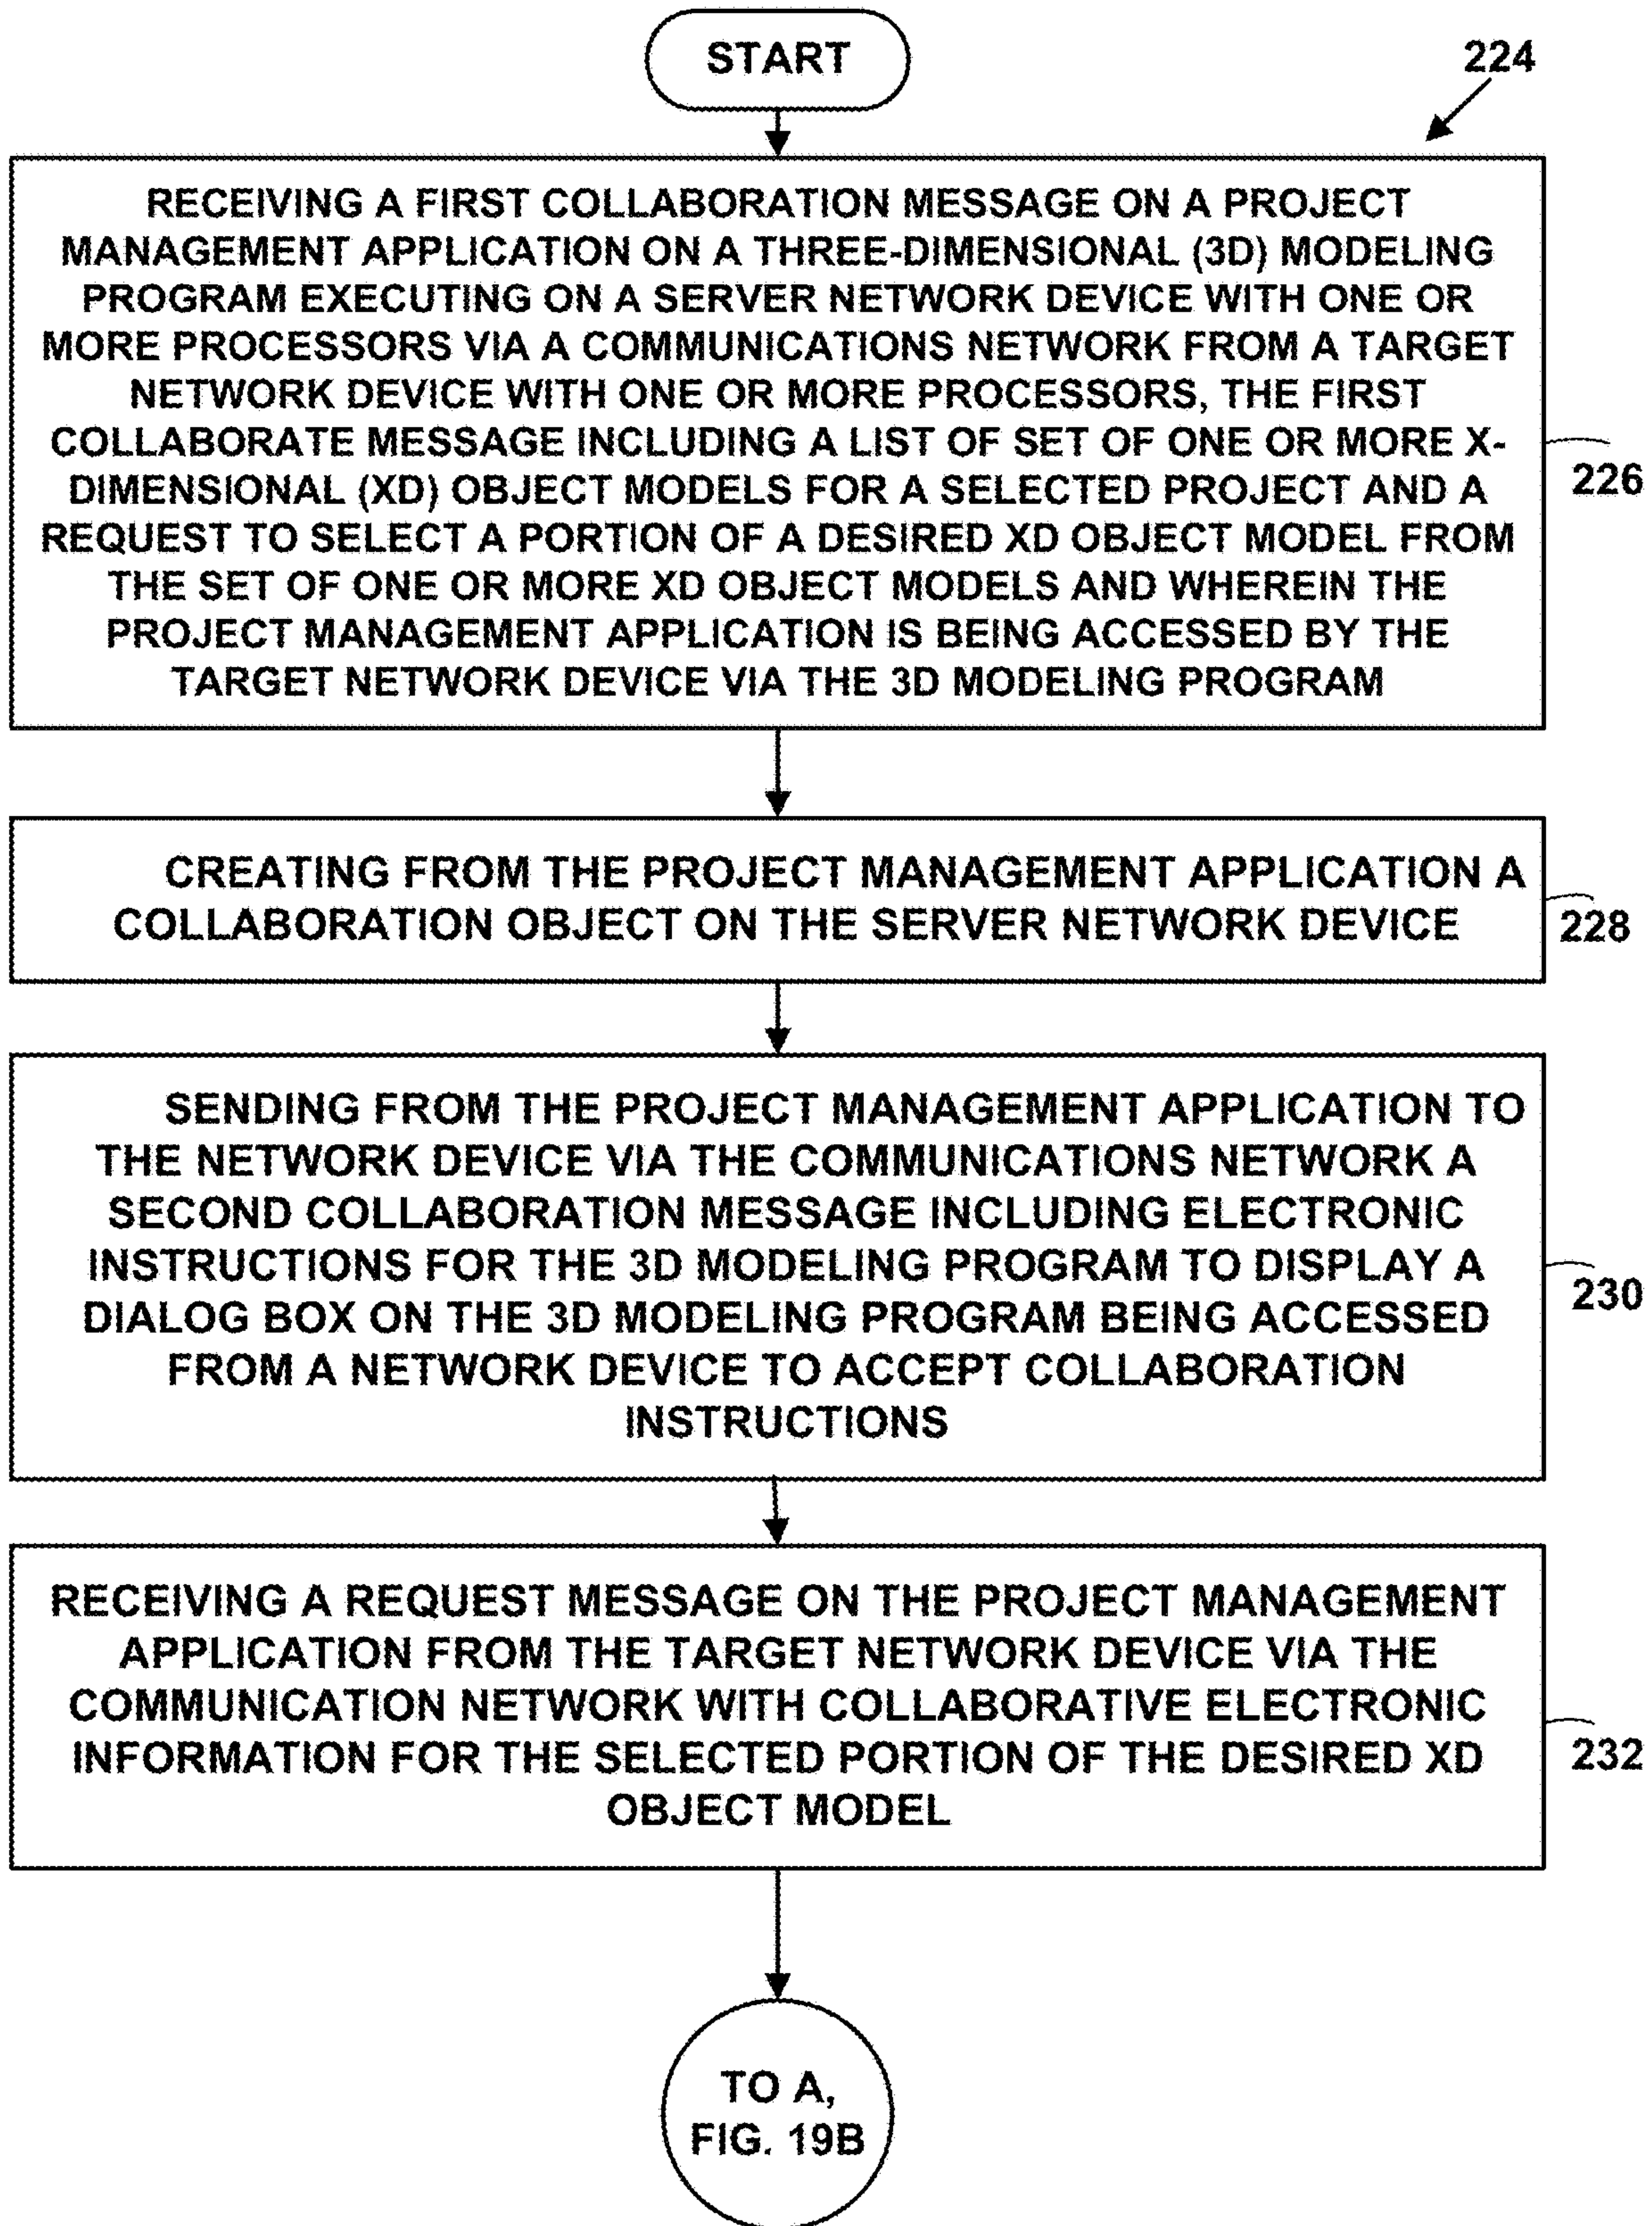 START
224
RECEIVING A FIRST COLLABORATION MESSAGE ON A PROJECT
MANAGEMENT APPLICATION ON A THREE-DIMENSIONAL (3D) MODELING
PROGRAM EXECUTING ON A SERVER NETWORK DEVICE WITH ONE OR
MORE PROCESSORS VIA A COMMUNICATIONS NETWORK FROM A TARGET
NETWORK DEVICE WITH ONE OR MORE PROCESSORS, THE FIRST
COLLABORATE MESSAGE INCLUDING A LIST OF SET OF ONE OR MORE X-
DIMENSIONAL (XD) OBJECT MODELS FOR A SELECTED PROJECT AND A
REQUEST TO SELECT A PORTION OF A DESIRED XD OBJECT MODEL FROM
THE SET OF ONE OR MORE XD OBJECT MODELS AND WHEREIN THE
PROJECT MANAGEMENT APPLICATION IS BEING ACCESSED BY THE
TARGET NETWORK DEVICE VIA THE 3D MODELING PROGRAM
226
CREATING FROM THE PROJECT MANAGEMENT APPLICATION A
COLLABORATION OBJECT ON THE SERVER NETWORK DEVICE
228
SENDING FROM THE PROJECT MANAGEMENT APPLICATION TO
THE NETWORK DEVICE VIA THE COMMUNICATIONS NETWORK A
SECOND COLLABORATION MESSAGE INCLUDING ELECTRONIC
INSTRUCTIONS FOR THE 3D MODELING PROGRAM TO DISPLAY A
DIALOG BOX ON THE 3D MODELING PROGRAM BEING ACCESSED
FROM A NETWORK DEVICE TO ACCEPT COLLABORATION
INSTRUCTIONS
230
RECEIVING A REQUEST MESSAGE ON THE PROJECT MANAGEMENT
APPLICATION FROM THE TARGET NETWORK DEVICE VIA THE
COMMUNICATION NETWORK WITH COLLABORATIVE ELECTRONIC
INFORMATION FOR THE SELECTED PORTION OF THE DESIRED XD
OBJECT MODEL
232
TO A,
FIG. 19B